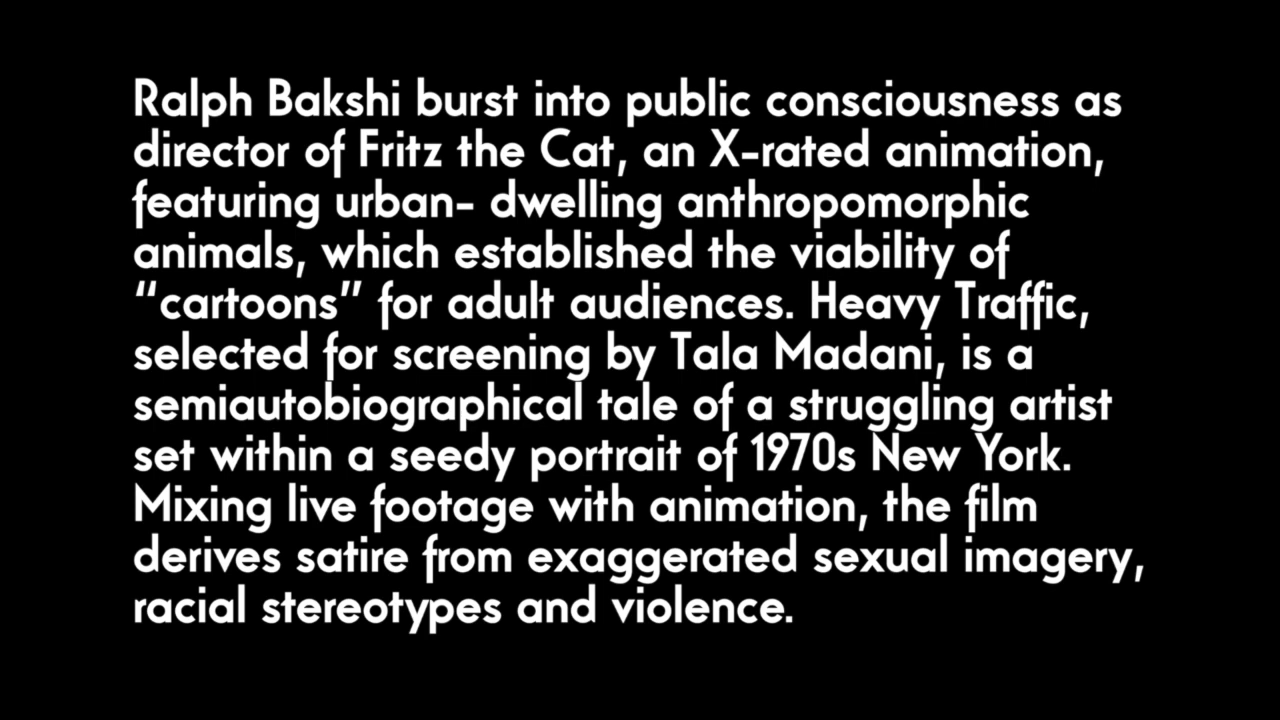 Ralph Bakshi burst into public consciousness as
director of Fritz the Cat, an X-rated animation,
featuring urban- dwelling anthropomorphic
animals, which established the viability of
“cartoons” for adult audiences. Heavy Traffic,
selected for screening by Tala Madani, is a
semiautobiographical tale of a struggling artist
set within a seedy portrait of 1970s New York.
Mixing live footage with animation, the film
derives satire from exaggerated sexual imagery,
racial stereotypes and violence.